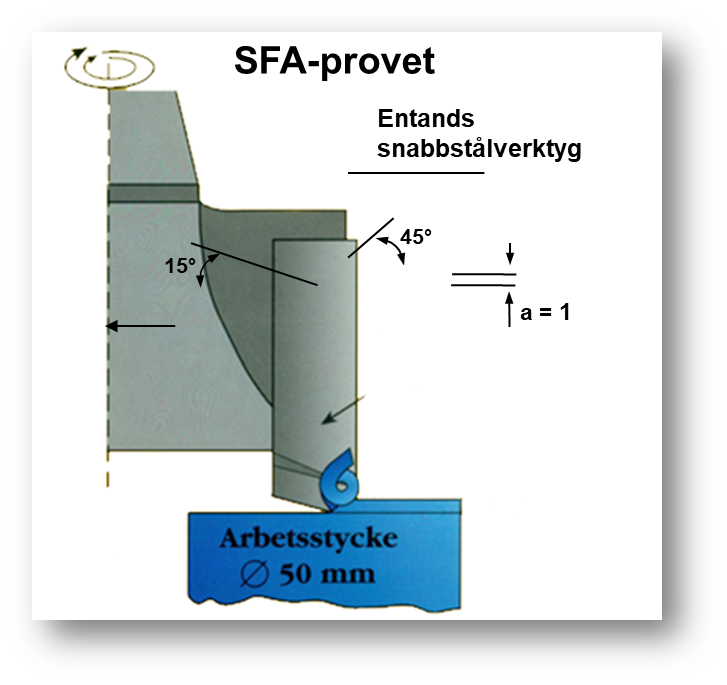 SFA-provet
Entands
snabbstålverktyg
45°
15°
a = 1
Arbetsstycke
∅ 50 mm